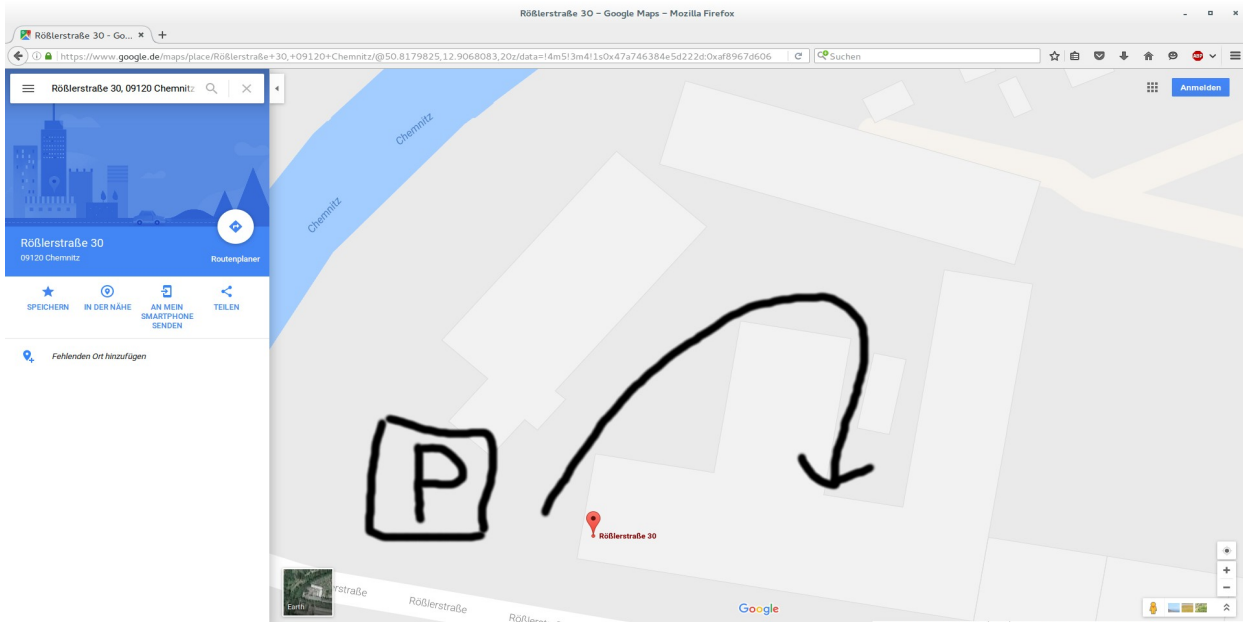 Rößlerstraße 30 – Google Maps – Mozilla Firefox
Rößlerstraße 30 - Go...
https://www.google.de/maps/place/Rößlerstraße+30,+09120+Chemnitz/@50.8179825,12.9068083,20z/data=!4m5!3m4!1s0x47a746384e5d222d:0xaf8967d606
Suchen
ABP
Rößlerstraße 30, 09120 Chemnitz
Anmelden
Chemnitz
Chemnitz
Rößlerstraße 30
09120 Chemnitz
Routenplaner
SPEICHERN
IN DER NÄHE
AN MEIN
SMARTPHONE
SENDEN
TEILEN
Fehlenden Ort hinzufügen
P
Rößlerstraße 30
Earth
erstraße
Rößlerstraße
Google